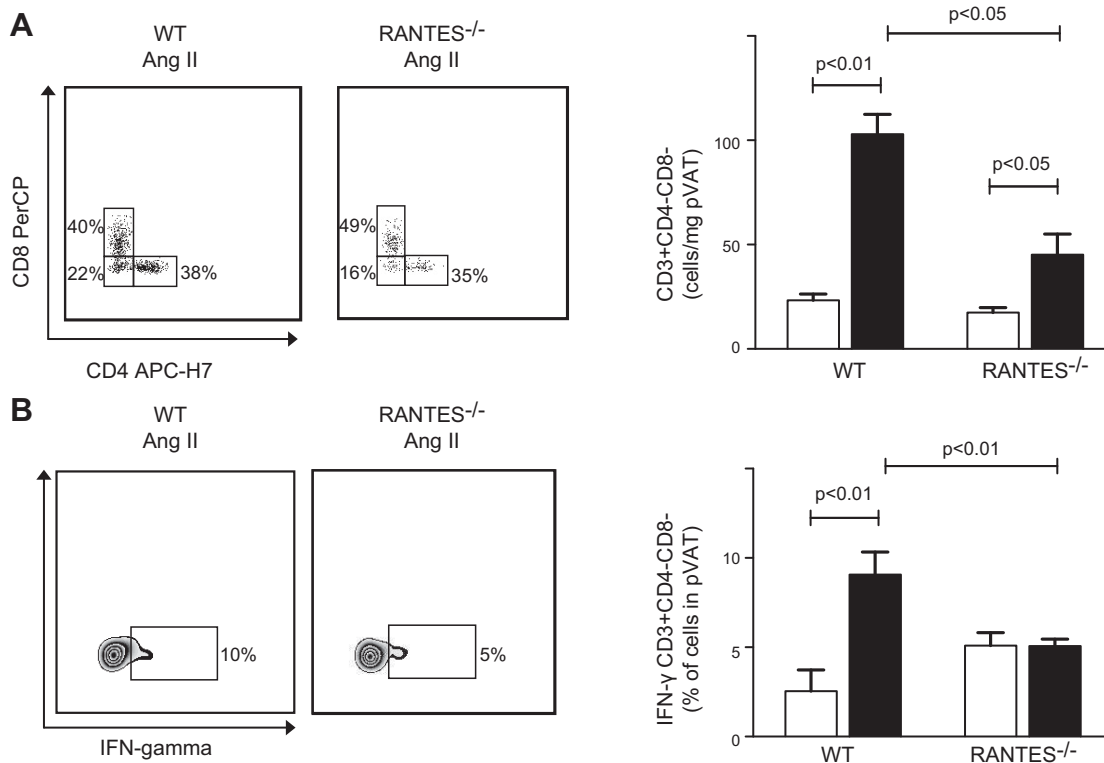 A
WT
Ang II
RANTES-/-
Ang II
CD8 PerCP
40%
22%
38%
49%
16%
35%
CD4 APC-H7
CD3+CD4-CD8-
(cells/mg pVAT)
100
50
0
p<0.01
p<0.05
p<0.05
WT
RANTES-/-
B
WT
Ang II
RANTES-/-
Ang II
10%
5%
IFN-gamma
IFN-γ CD3+CD4-CD8-
(% of cells in pVAT)
10
5
0
p<0.01
p<0.01
WT
RANTES-/-